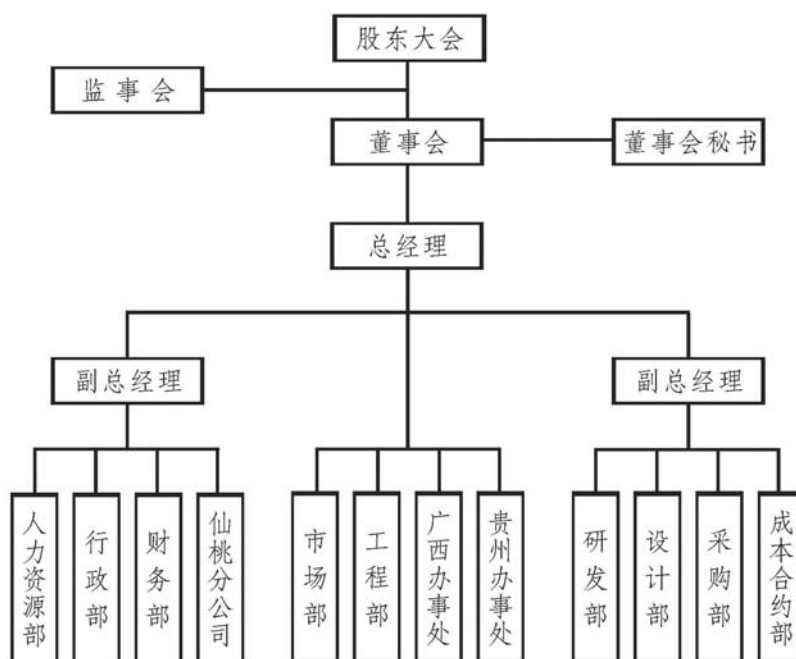 股东大会
监事会
董事会
董事会秘书
总经理
副总经理
副总经理
人力资源部
行政部
财务部
仙桃分公司
市场部
工程部
广西办事处
贵州办事处
研发部
设计部
采购部
成本合约部